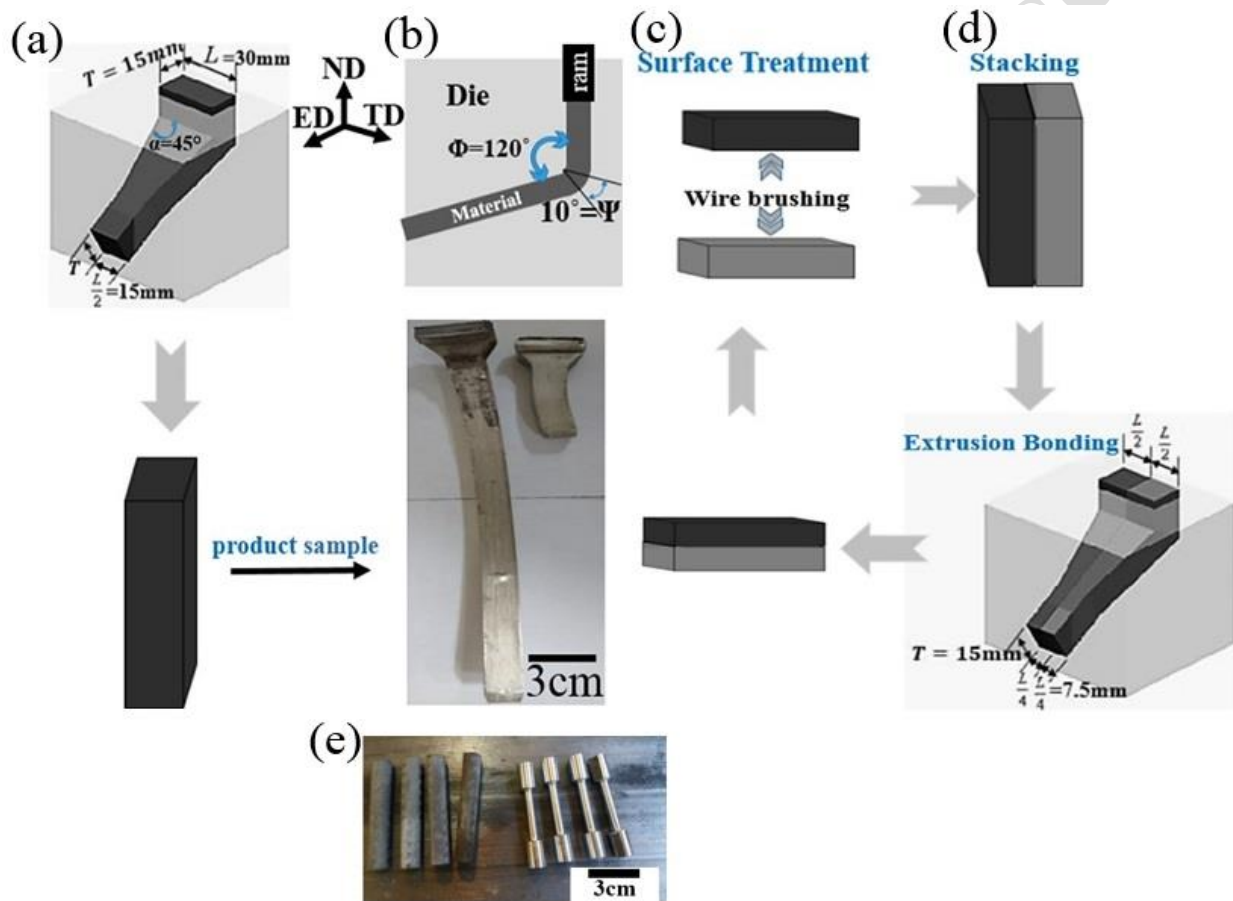 (a)
T = 15mm
L =30mm
α=45°
T
L/2 =15mm
ND
ED
TD
(b)
Die
ram
Φ=120°
Material
10°=Ψ
(c)
Surface Treatment
Wire brushing
(d)
Stacking
product sample
3cm
Extrusion Bonding
L/2
L/2
T = 15mm
L/4
L/4 =7.5mm
(e)
3cm